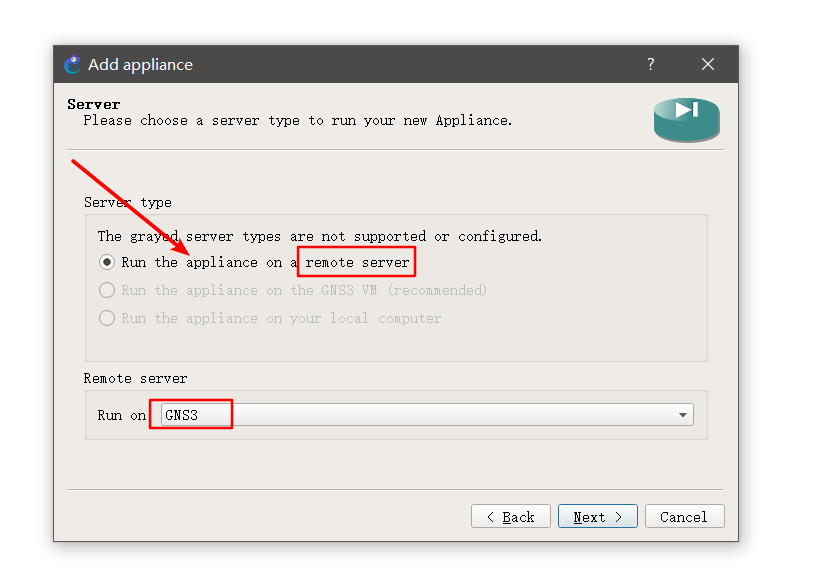 Add appliance
?
Server
Please choose a server type to run your new Appliance.
Server type
The grayed server types are not supported or configured.
Run the appliance on a remote server
Run the appliance on the GNS3 VM (recommended)
Run the appliance on your local computer
Remote server
Run on GNS3
< Back Next > Cancel